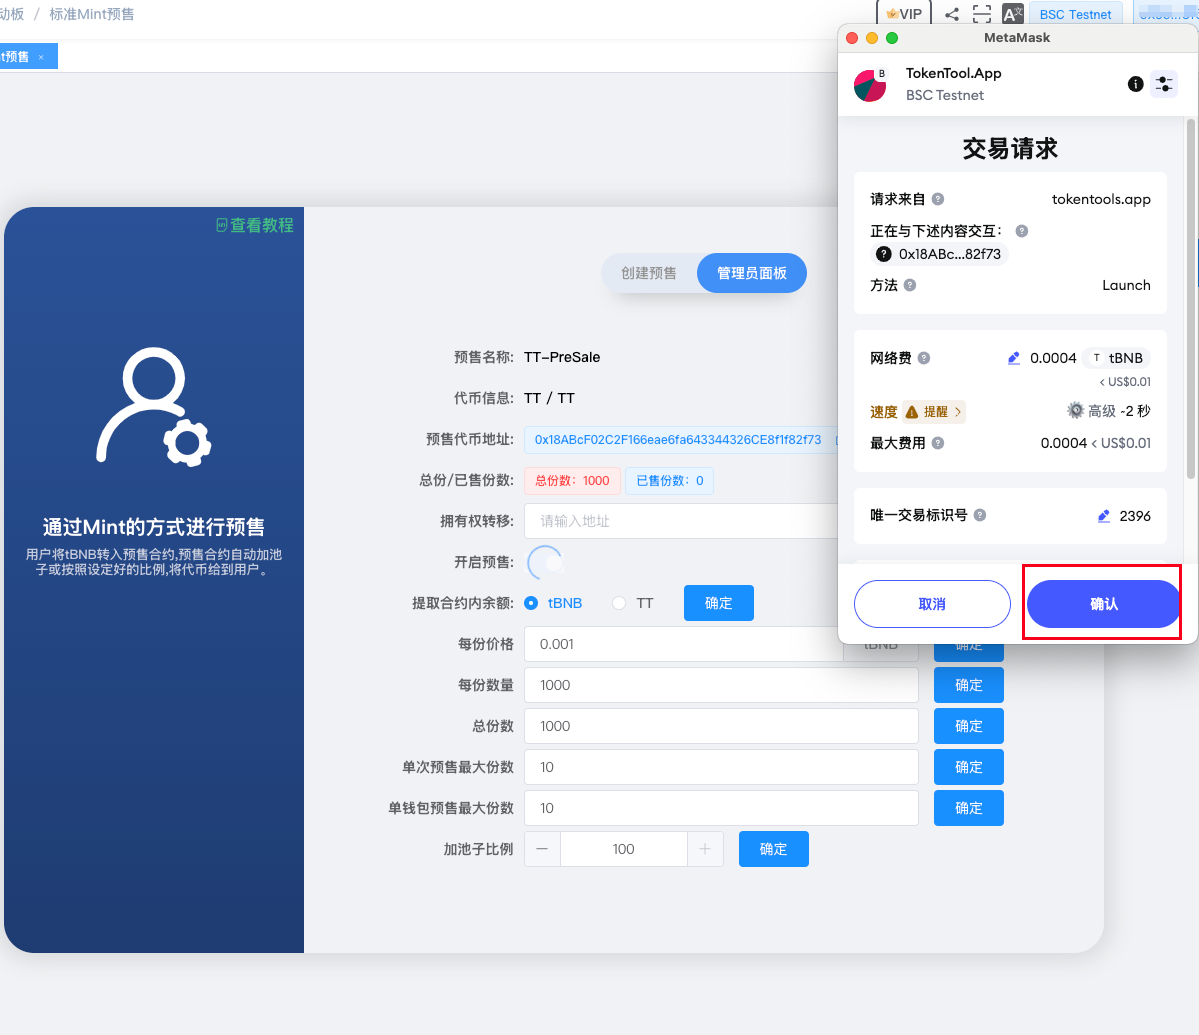 动板 / 标准Mint预售
VIP
A文
BSC Testnet
t预售 ×
MetaMask
TokenTool.App
B
BSC Testnet
交易请求
请求来自
tokentools.app
正在与下述内容交互：
0x18ABc...82f73
方法
Launch
网络费
0.0004 T tBNB
< US$0.01
速度 提醒 >
高级 ~2 秒
最大费用
0.0004 < US$0.01
唯一交易标识号
2396
取消
确认
查看教程
通过Mint的方式进行预售
用户将tBNB转入预售合约,预售合约自动加池
子或按照设定好的比例,将代币给到用户。
创建预售
管理员面板
预售名称: TT-PreSale
代币信息: TT / TT
预售代币地址: 0x18ABcF02C2F166eae6fa643344326CE8f1f82f73
总份/已售份数: 总份数：1000 已售份数：0
拥有权转移: 请输入地址
开启预售:
提取合约内余额: tBNB TT 确定
每份价格 0.001 tBNB 确定
每份数量 1000 确定
总份数 1000 确定
单次预售最大份数 10 确定
单钱包预售最大份数 10 确定
加池子比例 — 100 + 确定